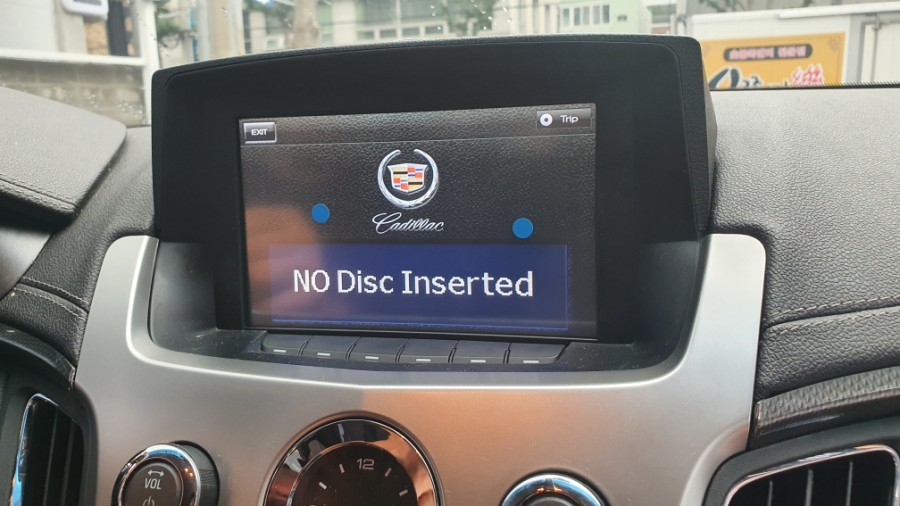 EXIT
Trip
Cadillac
NO Disc Inserted
VOL
12